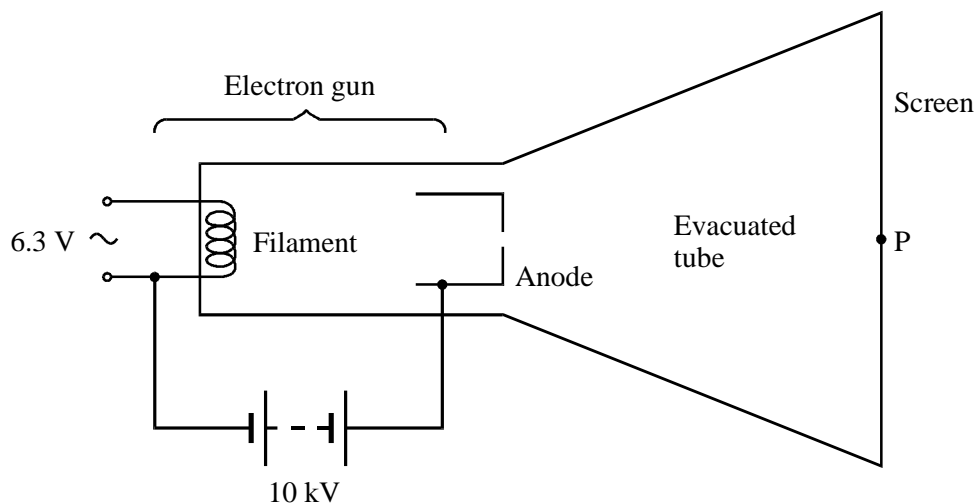 Electron gun
Screen
6.3 V ~
Filament
Evacuated
tube
P
Anode
10 kV